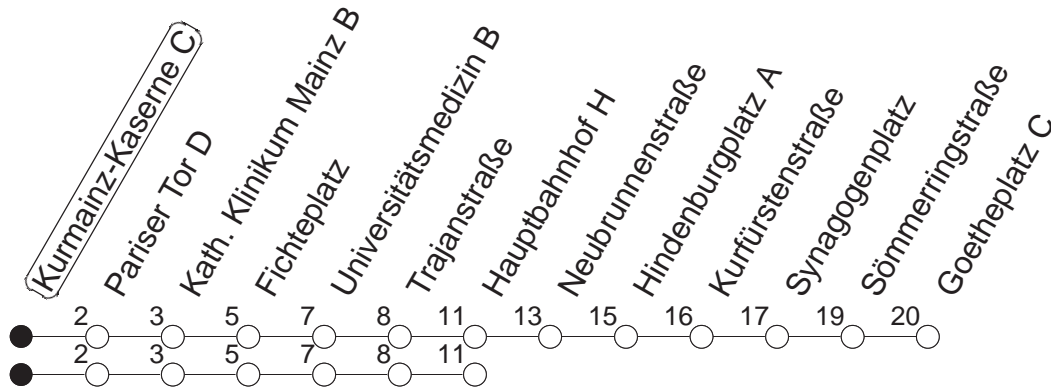 Kurmainz-Kaserne C
Pariser Tor D
Kath. Klinikum Mainz B
Fichteplatz
Universitätsmedizin B
Trajanstraße
Hauptbahnhof H
Neubrunnenstraße
Hindenburgplatz A
Kurfürstenstraße
Synagogenplatz
Sömmerringstraße
Goetheplatz C
2 3 5 7 8 11 13 15 16 17 19 20
2 3 5 7 8 11